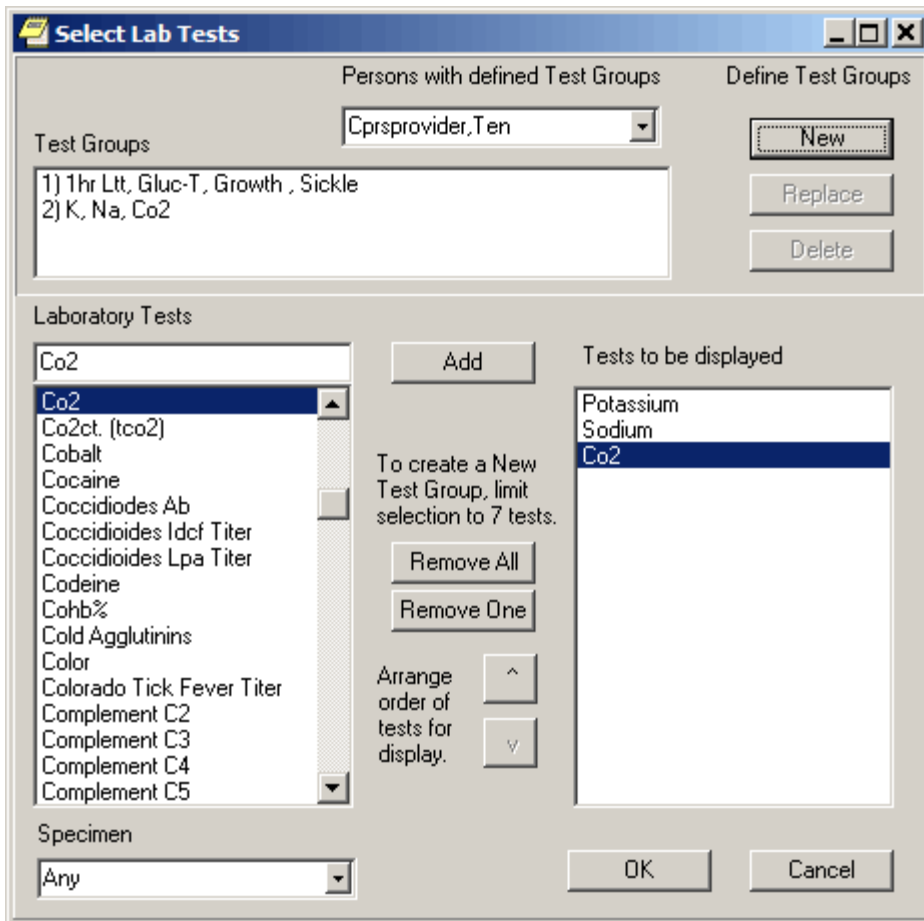 Select Lab Tests
Persons with defined Test Groups
Define Test Groups
Cprsprovider,Ten
New
Test Groups
1) 1hr Ltt, Gluc-T, Growth , Sickle
2) K, Na, Co2
Replace
Delete
Laboratory Tests
Co2
Add
Tests to be displayed
Co2
Co2ct. (tco2)
Cobalt
Cocaine
Coccidiodes Ab
Coccidioides Idcf Titer
Coccidioides Lpa Titer
Codeine
Cohb%
Cold Agglutinins
Color
Colorado Tick Fever Titer
Complement C2
Complement C3
Complement C4
Complement C5
To create a New
Test Group, limit
selection to 7 tests.
Remove All
Remove One
Arrange
order of
tests for
display.
^
v
Potassium
Sodium
Co2
Specimen
Any
OK
Cancel